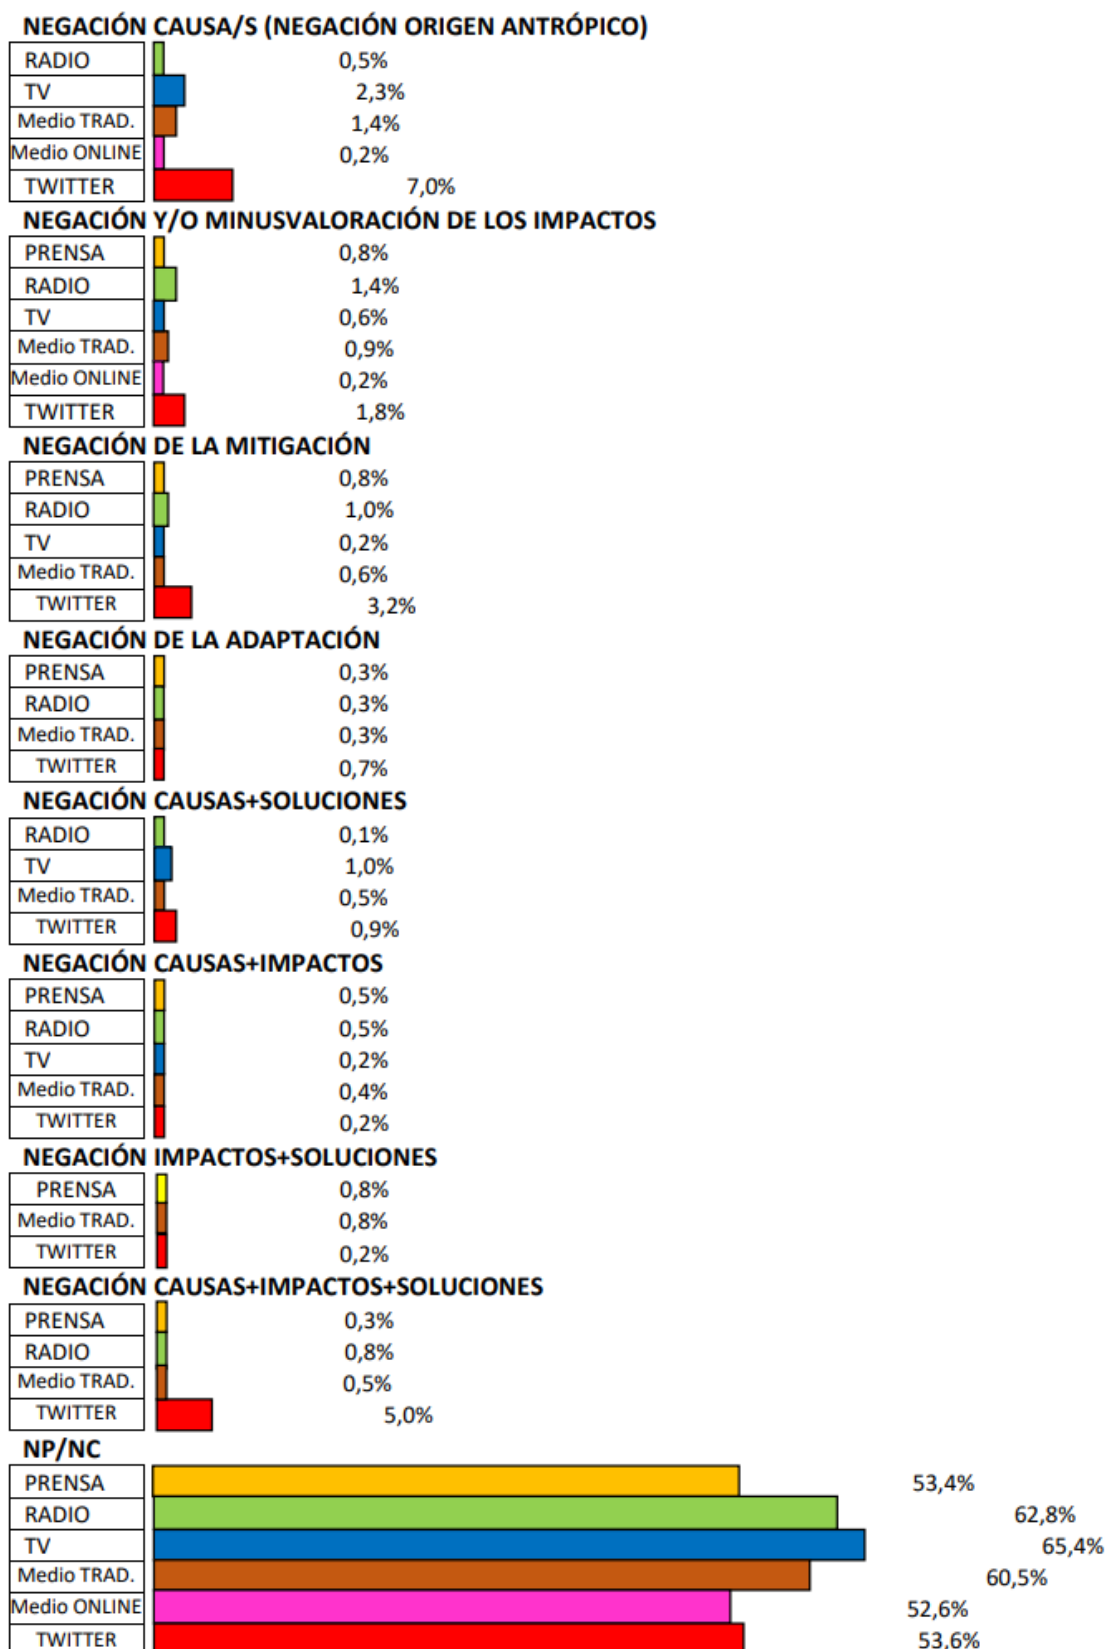 NEGACIÓN CAUSA/S (NEGACIÓN ORIGEN ANTRÓPICO)
RADIO 0,5%
TV 2,3%
Medio TRAD. 1,4%
Medio ONLINE 0,2%
TWITTER 7,0%
NEGACIÓN Y/O MINUSVALORACIÓN DE LOS IMPACTOS
PRENSA 0,8%
RADIO 1,4%
TV 0,6%
Medio TRAD. 0,9%
Medio ONLINE 0,2%
TWITTER 1,8%
NEGACIÓN DE LA MITIGACIÓN
PRENSA 0,8%
RADIO 1,0%
TV 0,2%
Medio TRAD. 0,6%
TWITTER 3,2%
NEGACIÓN DE LA ADAPTACIÓN
PRENSA 0,3%
RADIO 0,3%
Medio TRAD. 0,3%
TWITTER 0,7%
NEGACIÓN CAUSAS+SOLUCIONES
RADIO 0,1%
TV 1,0%
Medio TRAD. 0,5%
TWITTER 0,9%
NEGACIÓN CAUSAS+IMPACTOS
PRENSA 0,5%
RADIO 0,5%
TV 0,2%
Medio TRAD. 0,4%
TWITTER 0,2%
NEGACIÓN IMPACTOS+SOLUCIONES
PRENSA 0,8%
Medio TRAD. 0,8%
TWITTER 0,2%
NEGACIÓN CAUSAS+IMPACTOS+SOLUCIONES
PRENSA 0,3%
RADIO 0,8%
Medio TRAD. 0,5%
TWITTER 5,0%
NP/NC
PRENSA 53,4%
RADIO 62,8%
TV 65,4%
Medio TRAD. 60,5%
Medio ONLINE 52,6%
TWITTER 53,6%